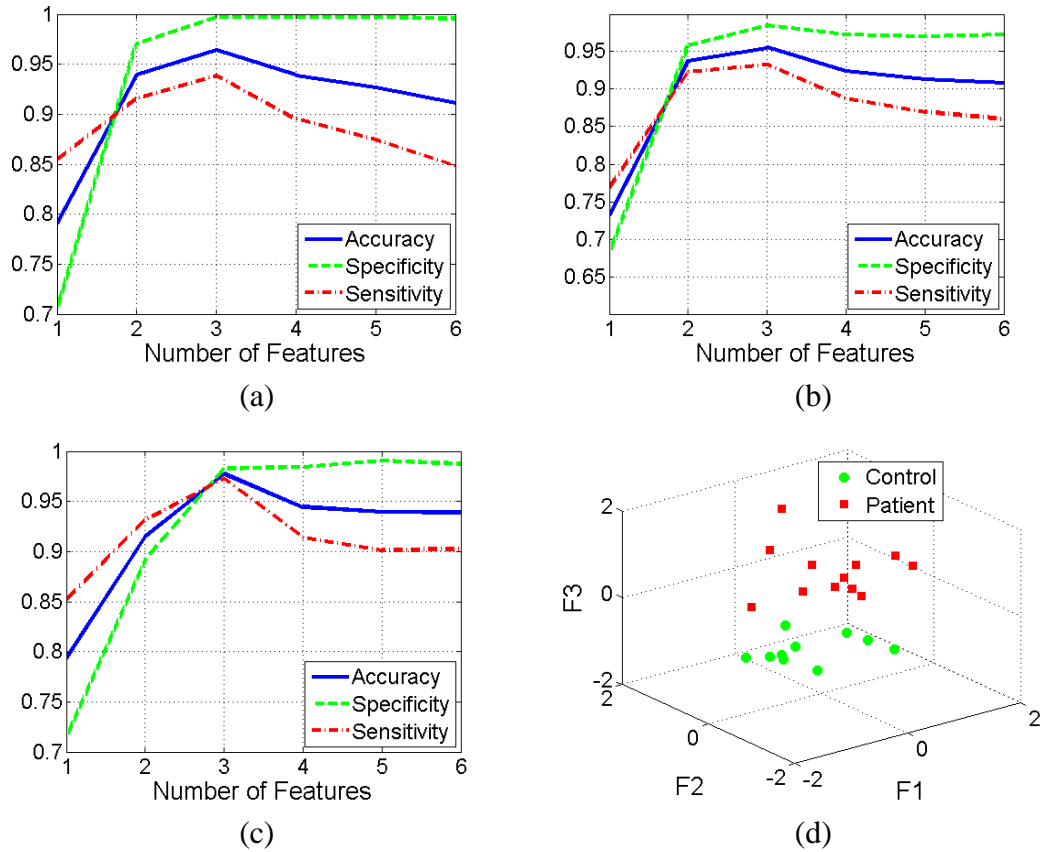 1
0.95
0.9
0.85
0.8
0.75
0.7
1 2 3 4 5 6
Number of Features
Accuracy
Specificity
Sensitivity
(a)
0.95
0.9
0.85
0.8
0.75
0.7
0.65
1 2 3 4 5 6
Number of Features
Accuracy
Specificity
Sensitivity
(b)
1
0.95
0.9
0.85
0.8
0.75
0.7
1 2 3 4 5 6
Number of Features
Accuracy
Specificity
Sensitivity
(c)
Control
Patient
2
0
-2
F3
2
0
-2
F2
-2
0
2
F1
(d)